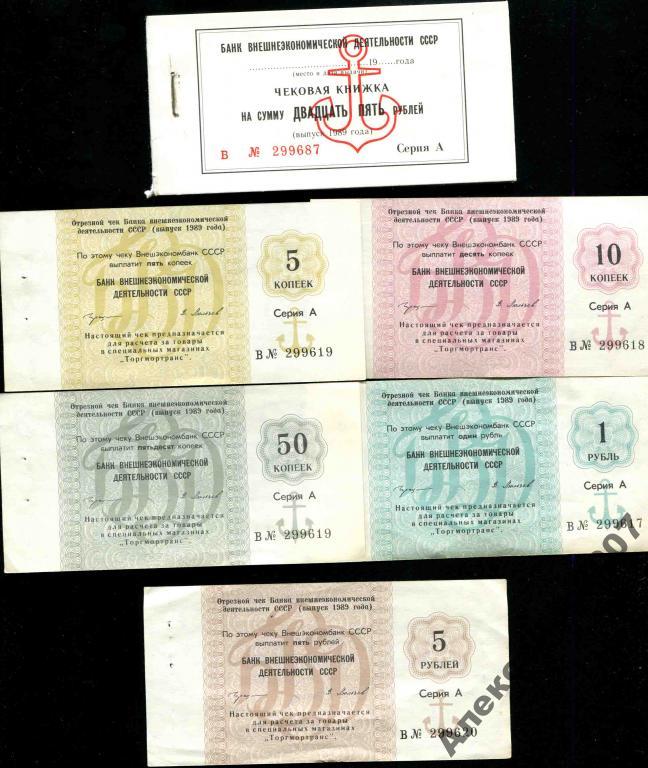 БАНК ВНЕШНЕЭКОНОМИЧЕСКОЙ ДЕЯТЕЛЬНОСТИ СССР
19......года
(место и дата выдачи)
ЧЕКОВАЯ КНИЖКА
НА СУММУ ДВАДЦАТЬ ПЯТЬ РУБЛЕЙ
(выпуск 1989 года)
В № 299687 Серия А
Отрезной чек Банка внешнеэкономической
деятельности СССР (выпуск 1989 года)
По этому чеку Внешэкономбанк СССР
выплатит пять копеек
БАНК ВНЕШНЕЭКОНОМИЧЕСКОЙ
ДЕЯТЕЛЬНОСТИ СССР
Настоящий чек предназначается
для расчета за товары
в специальных магазинах
"Торгмортранс".
5
КОПЕЕК
Серия А
В № 299619
Отрезной чек Банка внешнеэкономической
деятельности СССР (выпуск 1989 года)
По этому чеку Внешэкономбанк СССР
выплатит десять копеек
БАНК ВНЕШНЕЭКОНОМИЧЕСКОЙ
ДЕЯТЕЛЬНОСТИ СССР
Настоящий чек предназначается
для расчета за товары
в специальных магазинах
"Торгмортранс".
10
КОПЕЕК
Серия А
В № 299618
Отрезной чек Банка внешнеэкономической
деятельности СССР (выпуск 1989 года)
По этому чеку Внешэкономбанк СССР
выплатит пятьдесят копеек
БАНК ВНЕШНЕЭКОНОМИЧЕСКОЙ
ДЕЯТЕЛЬНОСТИ СССР
Настоящий чек предназначается
для расчета за товары
в специальных магазинах
"Торгмортранс".
50
КОПЕЕК
Серия А
В № 299619
Отрезной чек Банка внешнеэкономической
деятельности СССР (выпуск 1989 года)
По этому чеку Внешэкономбанк СССР
выплатит один рубль
БАНК ВНЕШНЕЭКОНОМИЧЕСКОЙ
ДЕЯТЕЛЬНОСТИ СССР
Настоящий чек предназначается
для расчета за товары
в специальных магазинах
"Торгмортранс".
1
РУБЛЬ
Серия А
В № 299617
Отрезной чек Банка внешнеэкономической
деятельности СССР (выпуск 1989 года)
По этому чеку Внешэкономбанк СССР
выплатит пять рублей
БАНК ВНЕШНЕЭКОНОМИЧЕСКОЙ
ДЕЯТЕЛЬНОСТИ СССР
Настоящий чек предназначается
для расчета за товары
в специальных магазинах
"Торгмортранс".
5
РУБЛЕЙ
Серия А
В № 299620